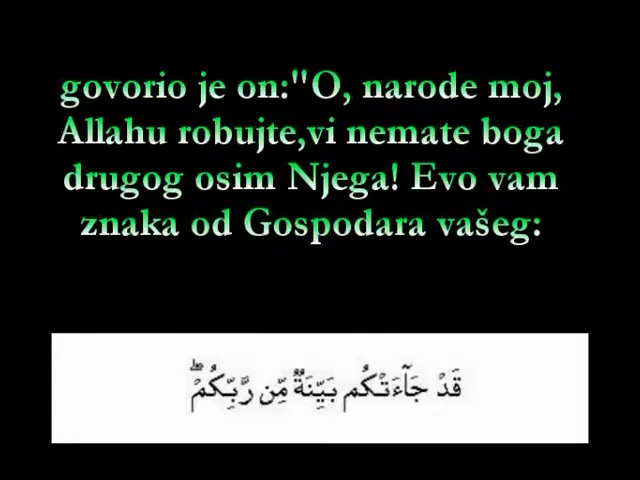 govorio je on:"O, narode moj,
Allahu robujte,vi nemate boga
drugog osim Njega! Evo vam
znaka od Gospodara vašeg:
قَدْ جَآءَتْكُم بَيِّنَةٌ مِّن رَّبِّكُمْ ۖ